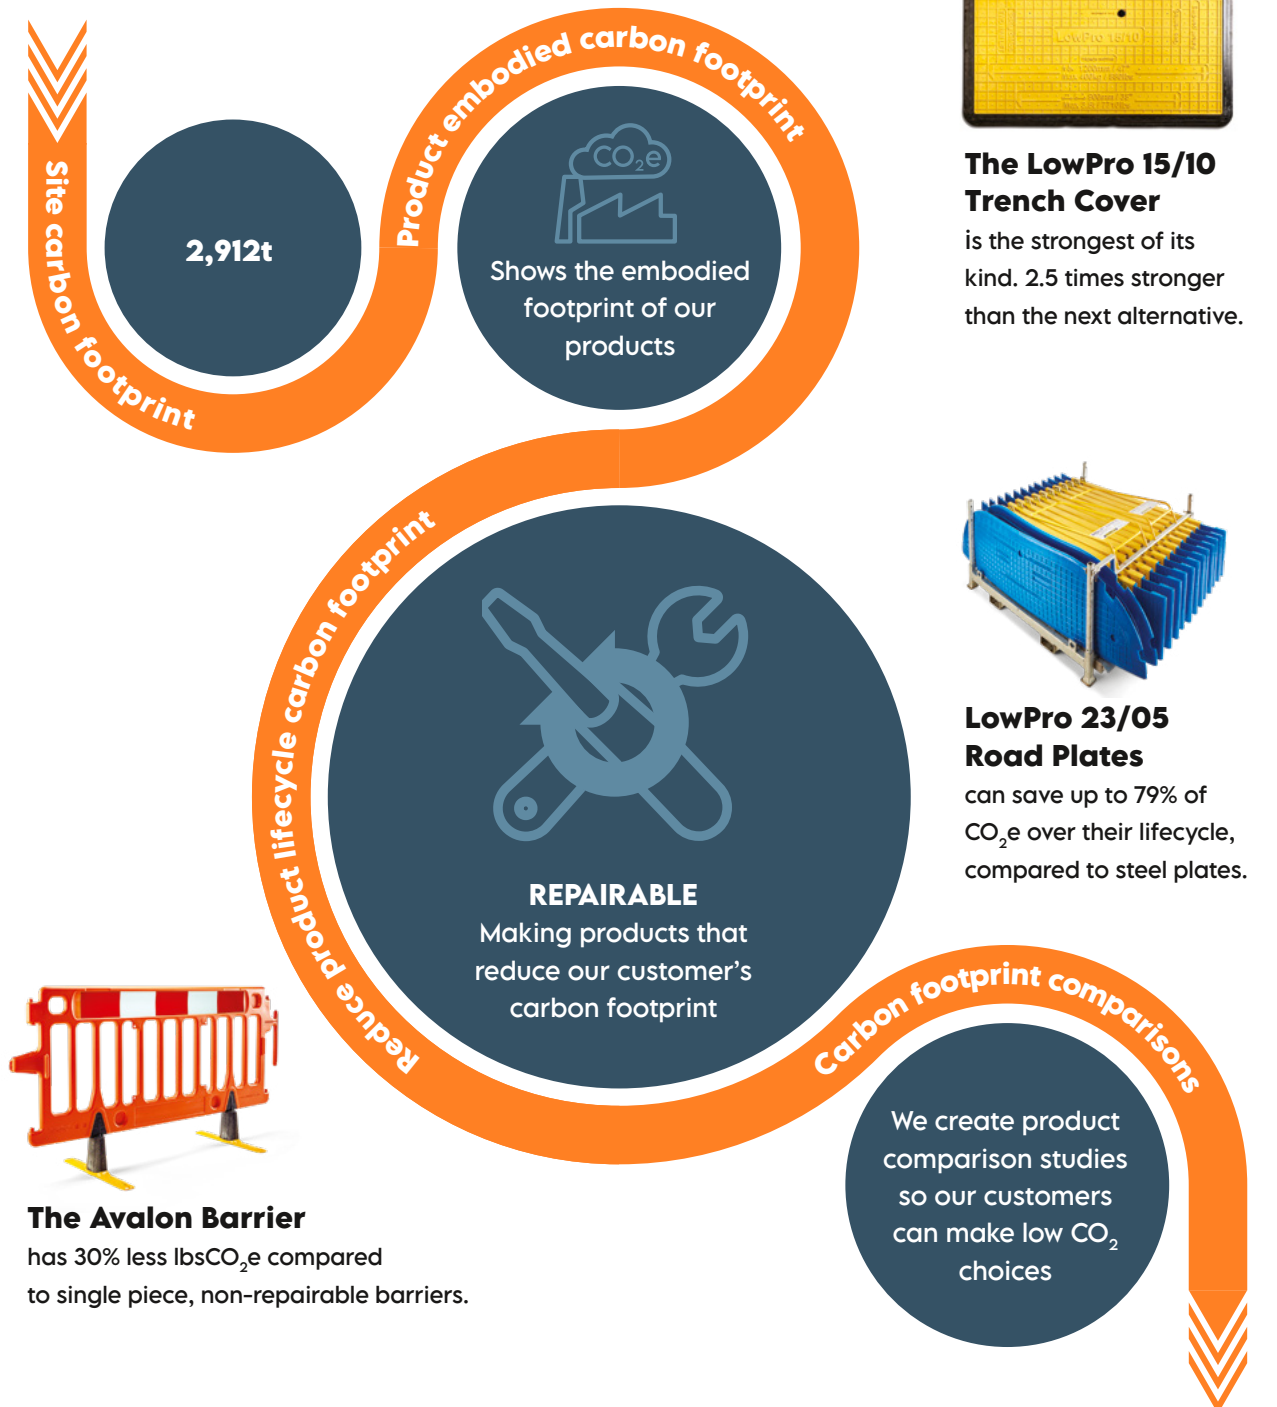 Site carbon footprint
2,912t
Product embodied carbon footprint
CO₂e
Shows the embodied
footprint of our
products
LowPro 15/10
The LowPro 15/10
Trench Cover
is the strongest of its
kind. 2.5 times stronger
than the next alternative.
Reduce product lifecycle carbon footprint
REPAIRABLE
Making products that
reduce our customer's
carbon footprint
LowPro 23/05
Road Plates
can save up to 79% of
CO₂e over their lifecycle,
compared to steel plates.
Carbon footprint comparisons
We create product
comparison studies
so our customers
can make low CO₂
choices
The Avalon Barrier
has 30% less lbsCO₂e compared
to single piece, non-repairable barriers.